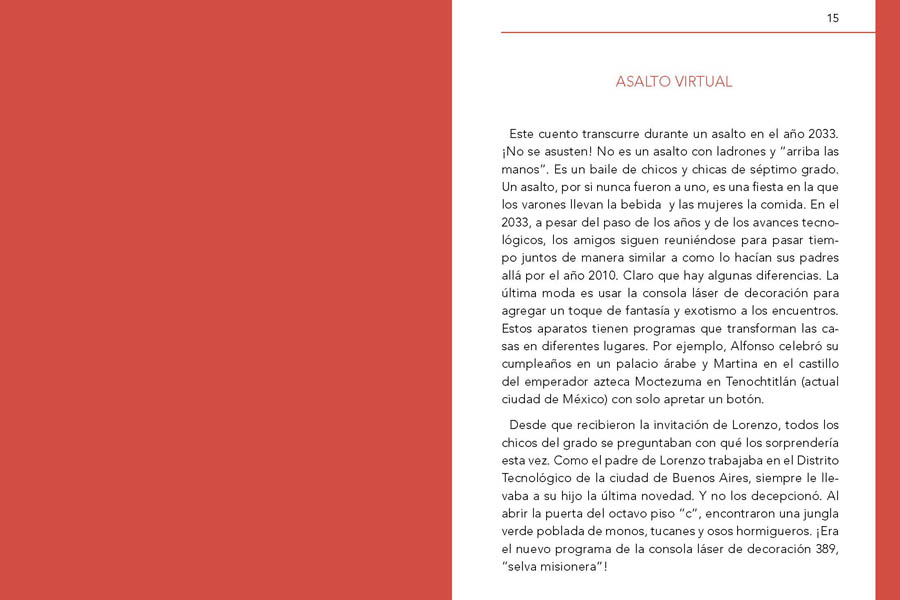 15
ASALTO VIRTUAL
Este cuento transcurre durante un asalto en el año 2033.
¡No se asusten! No es un asalto con ladrones y “arriba las
manos”. Es un baile de chicos y chicas de séptimo grado.
Un asalto, por si nunca fueron a uno, es una fiesta en la que
los varones llevan la bebida  y las mujeres la comida. En el
2033, a pesar del paso de los años y de los avances tecno-
lógicos, los amigos siguen reuniéndose para pasar tiem-
po juntos de manera similar a como lo hacían sus padres
allá por el año 2010. Claro que hay algunas diferencias. La
última moda es usar la consola láser de decoración para
agregar un toque de fantasía y exotismo a los encuentros.
Estos aparatos tienen programas que transforman las ca-
sas en diferentes lugares. Por ejemplo, Alfonso celebró su
cumpleaños en un palacio árabe y Martina en el castillo
del emperador azteca Moctezuma en Tenochtitlán (actual
ciudad de México) con solo apretar un botón.
Desde que recibieron la invitación de Lorenzo, todos los
chicos del grado se preguntaban con qué los sorprendería
esta vez. Como el padre de Lorenzo trabajaba en el Distrito
Tecnológico de la ciudad de Buenos Aires, siempre le lle-
vaba a su hijo la última novedad. Y no los decepcionó. Al
abrir la puerta del octavo piso “c”, encontraron una jungla
verde poblada de monos, tucanes y osos hormigueros. ¡Era
el nuevo programa de la consola láser de decoración 389,
“selva misionera”!